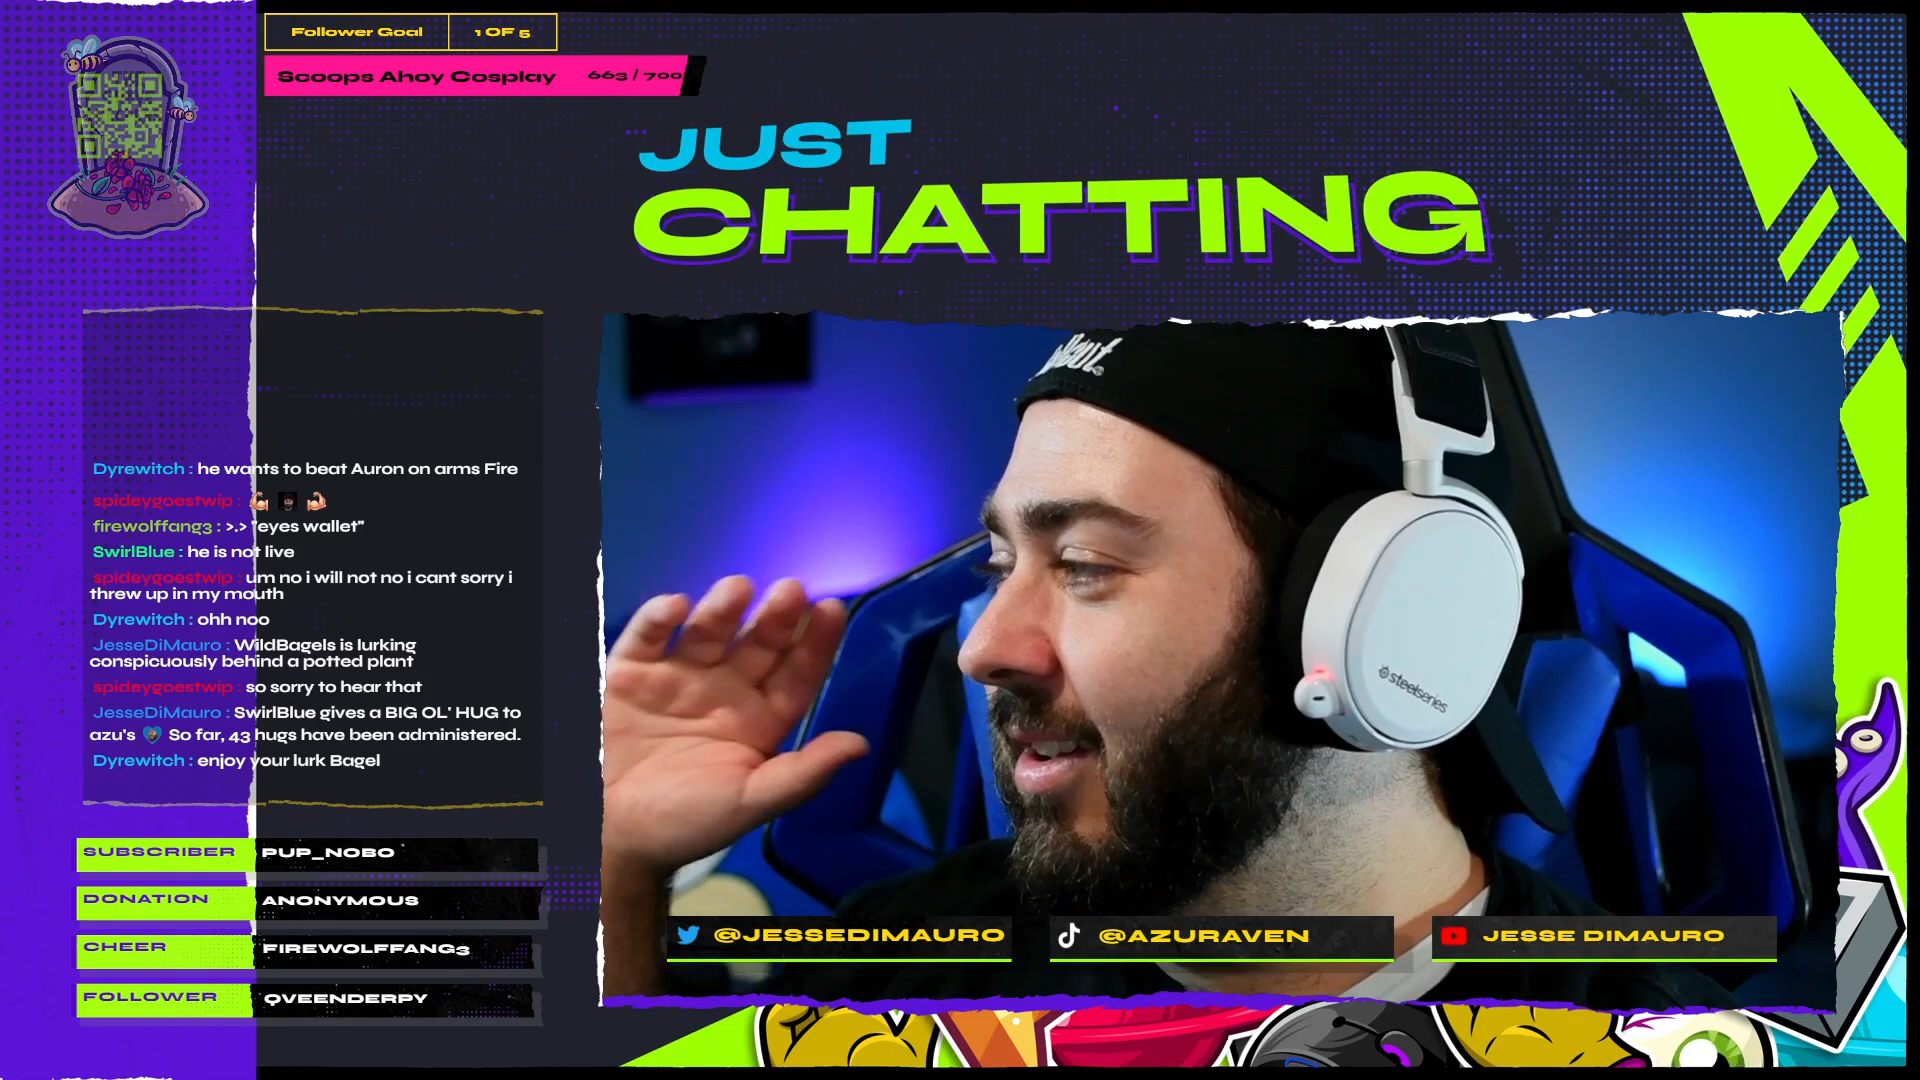 Follower Goal
1 OF 5
Scoops Ahoy Cosplay
663 / 700
JUST
CHATTING
Dyrewitch : he wants to beat Auron on arms Fire
spideygoestwip :
firewolffang3 : >.> "eyes wallet"
SwirlBlue : he is not live
spideygoestwip : um no i will not no i cant sorry i
threw up in my mouth
Dyrewitch : ohh noo
JesseDiMauro : WildBagels is lurking
conspicuously behind a potted plant
spideygoestwip : so sorry to hear that
JesseDiMauro : SwirlBlue gives a BIG OL' HUG to
azu's So far, 43 hugs have been administered.
Dyrewitch : enjoy your lurk Bagel
SUBSCRIBER PUP_NOBO
DONATION ANONYMOUS
CHEER FIREWOLFFANG3
FOLLOWER QVEENDERPY
steelseries
@JESSEDIMAURO
@AZURAVEN
JESSE DIMAURO